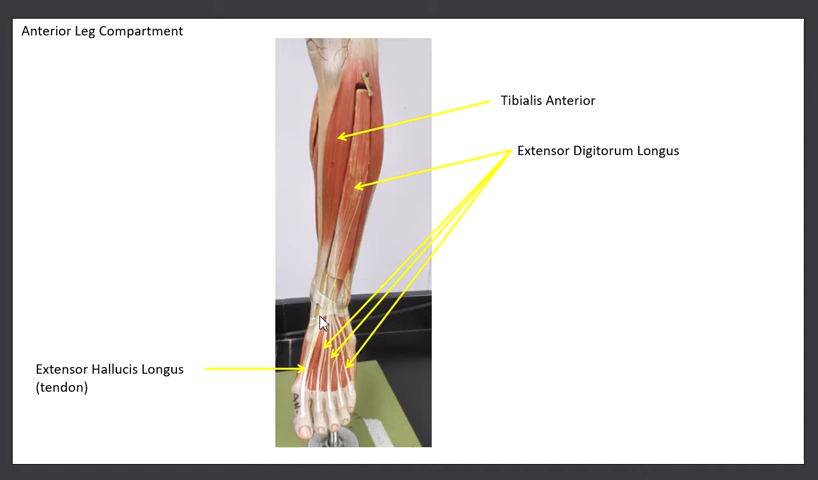 Anterior Leg Compartment
Tibialis Anterior
Extensor Digitorum Longus
Extensor Hallucis Longus
(tendon)